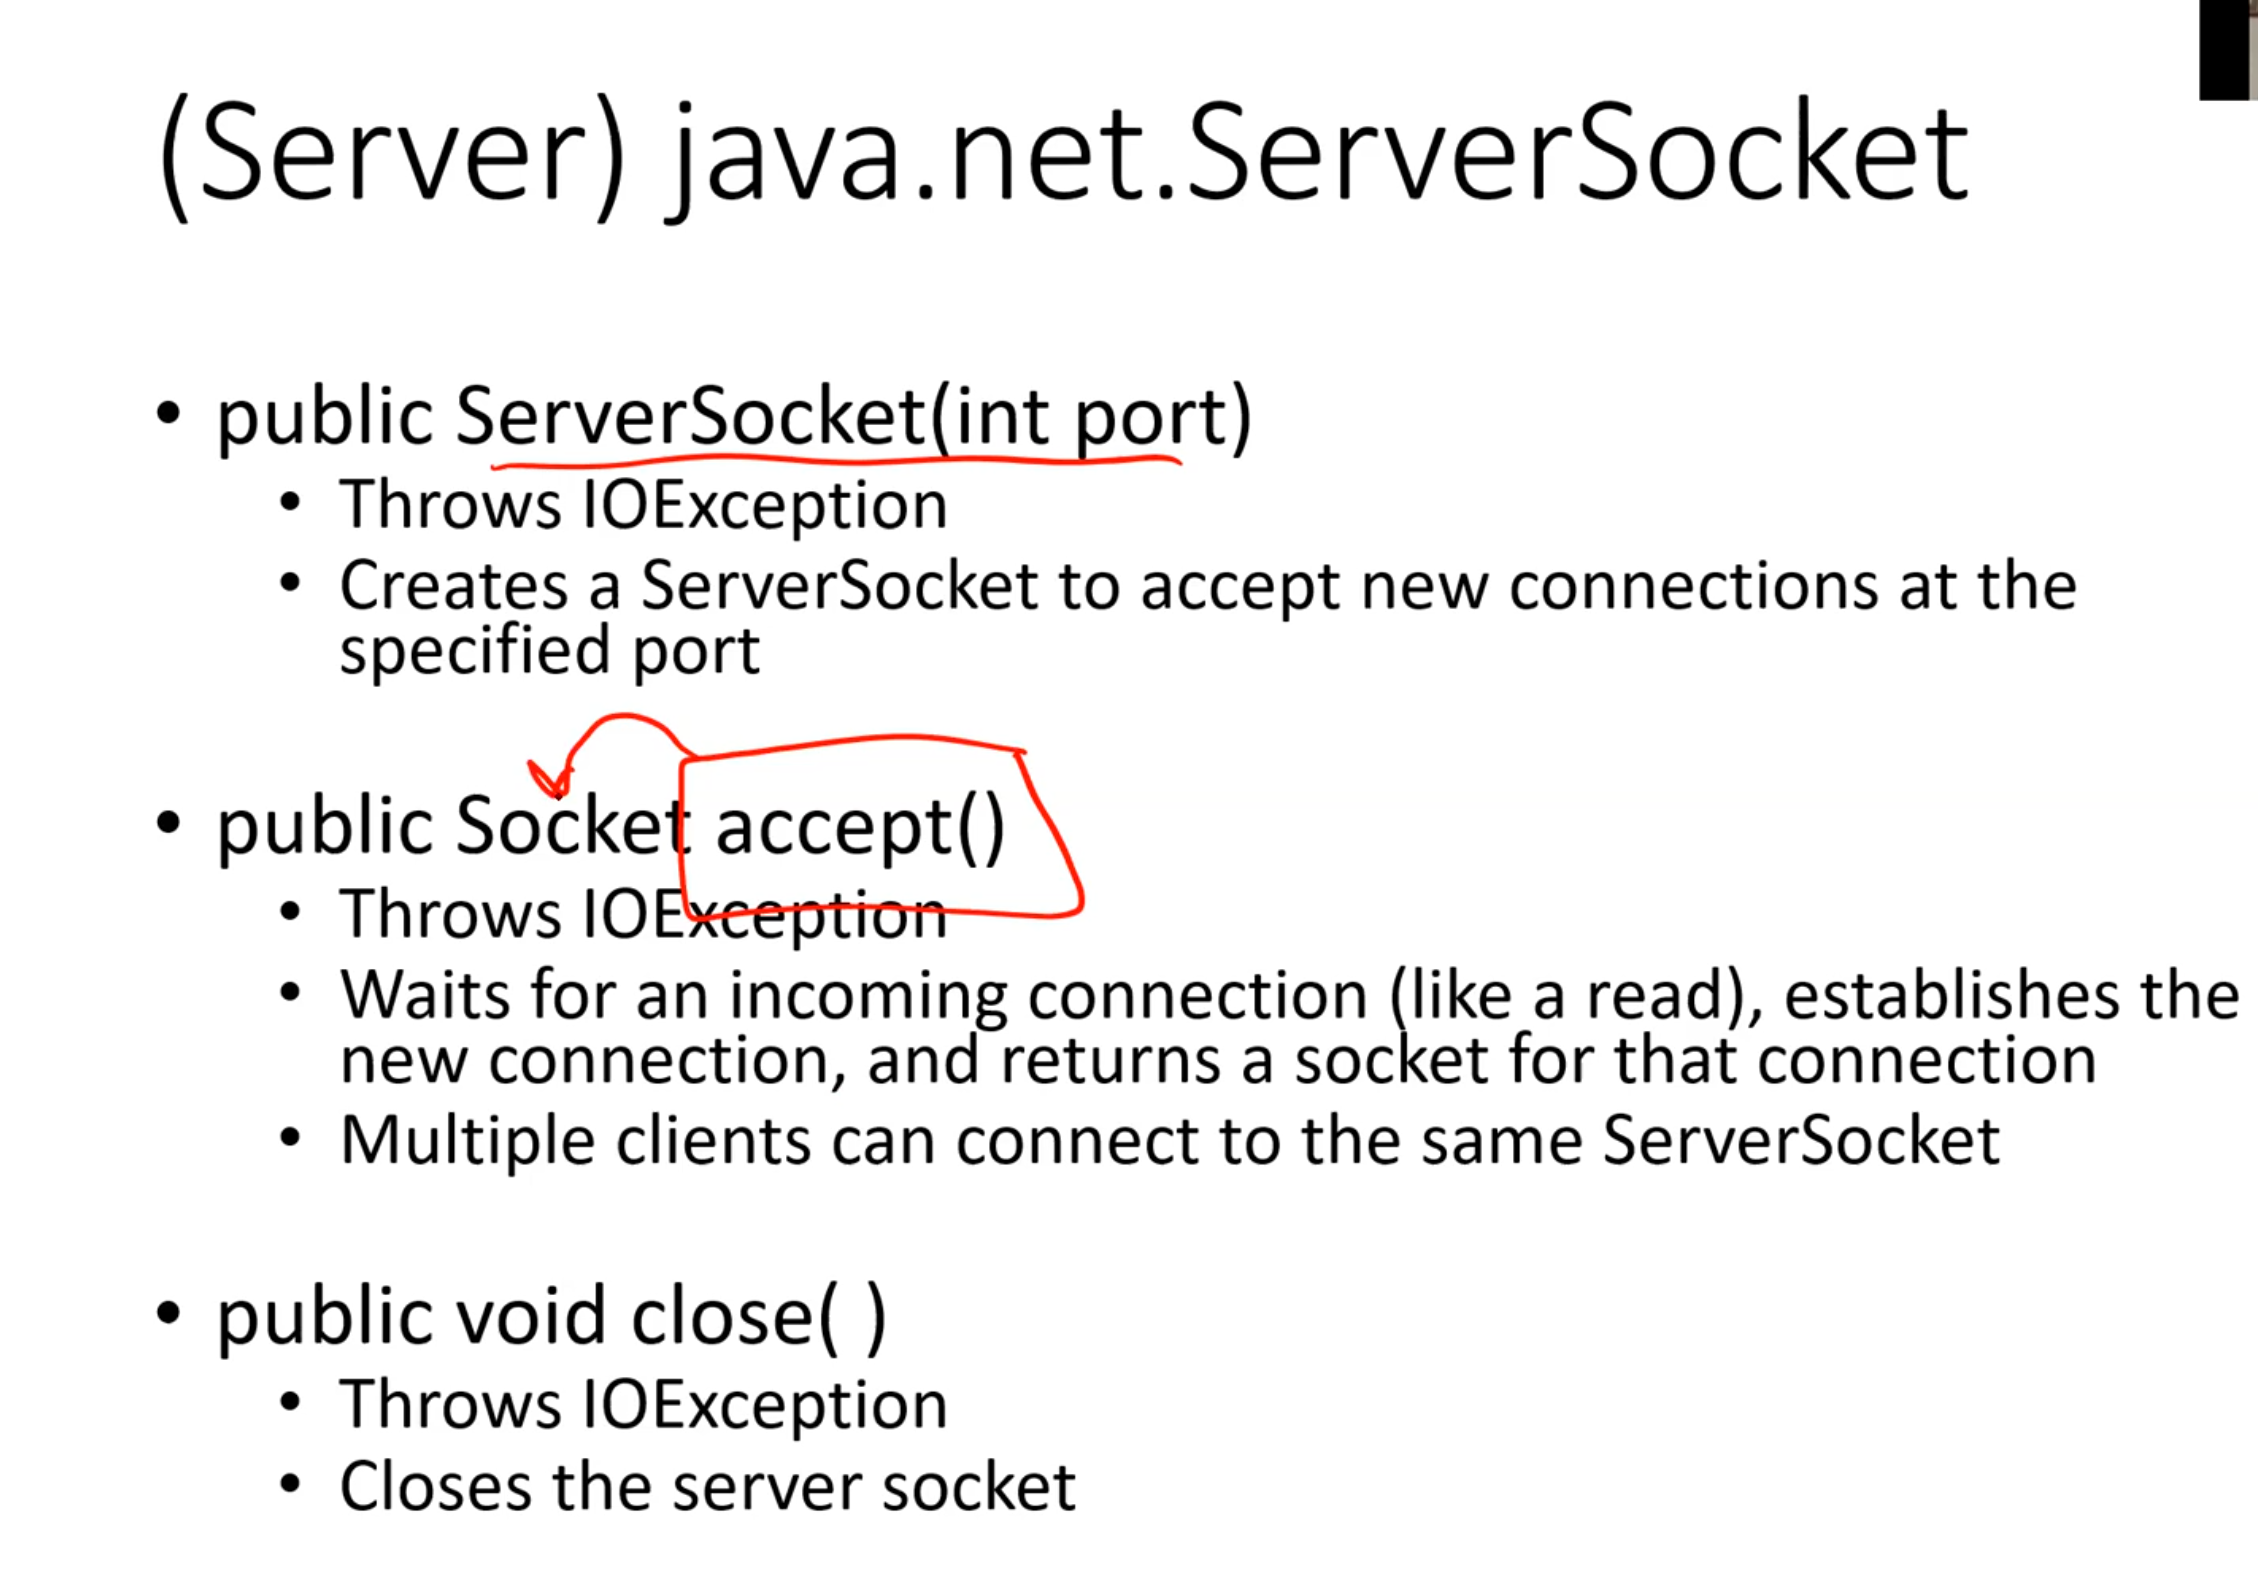 (Server) java.net.ServerSocket
• public ServerSocket(int port)
• Throws IOException
• Creates a ServerSocket to accept new connections at the
specified port
• public Socket accept()
• Throws IOException
• Waits for an incoming connection (like a read), establishes the
new connection, and returns a socket for that connection
• Multiple clients can connect to the same ServerSocket
• public void close( )
• Throws IOException
• Closes the server socket